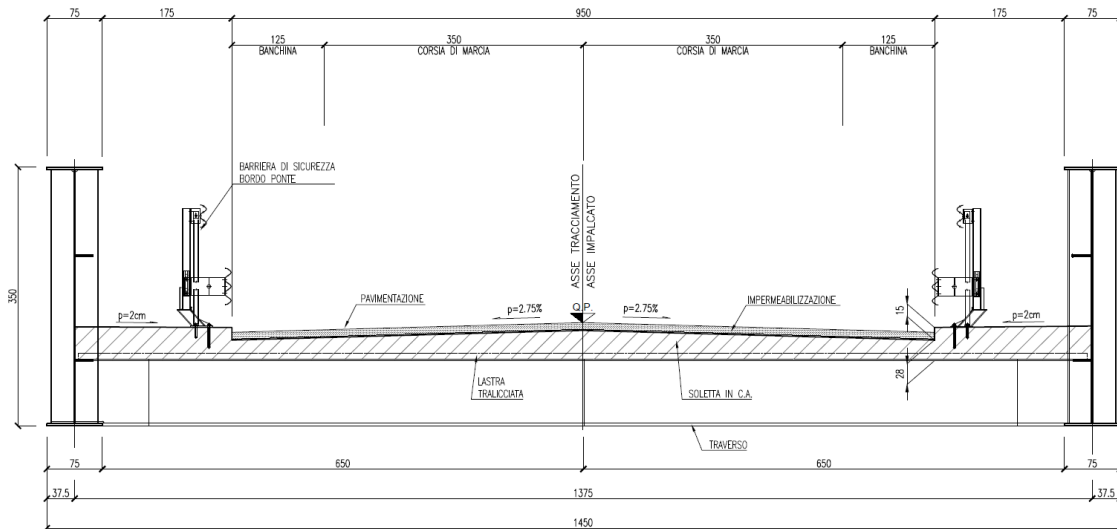 75
175
950
175
75
125
BANCHINA
350
CORSIA DI MARCIA
350
CORSIA DI MARCIA
125
BANCHINA
BARRIERA DI SICUREZZA
BORDO PONTE
ASSE TRACCIAMENTO
ASSE IMPALCATO
350
PAVIMENTAZIONE
p=2.75%
Q.P.
p=2.75%
IMPERMEABILIZZAZIONE
15
p=2cm
p=2cm
28
LASTRA
TRALICCIATA
SOLETTA IN C.A.
TRAVERSO
75
650
650
75
37.5
1375
37.5
1450